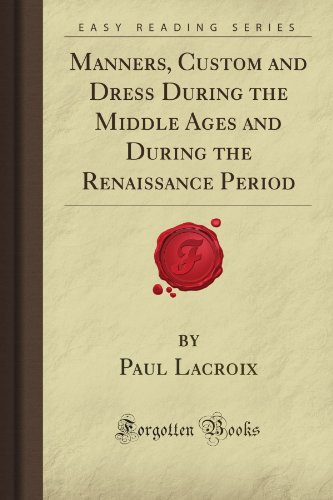 EASY READING SERIES
MANNERS, CUSTOM AND
DRESS DURING THE
MIDDLE AGES AND
DURING THE
RENAISSANCE PERIOD
F
by
PAUL LACROIX
Forgotten Books